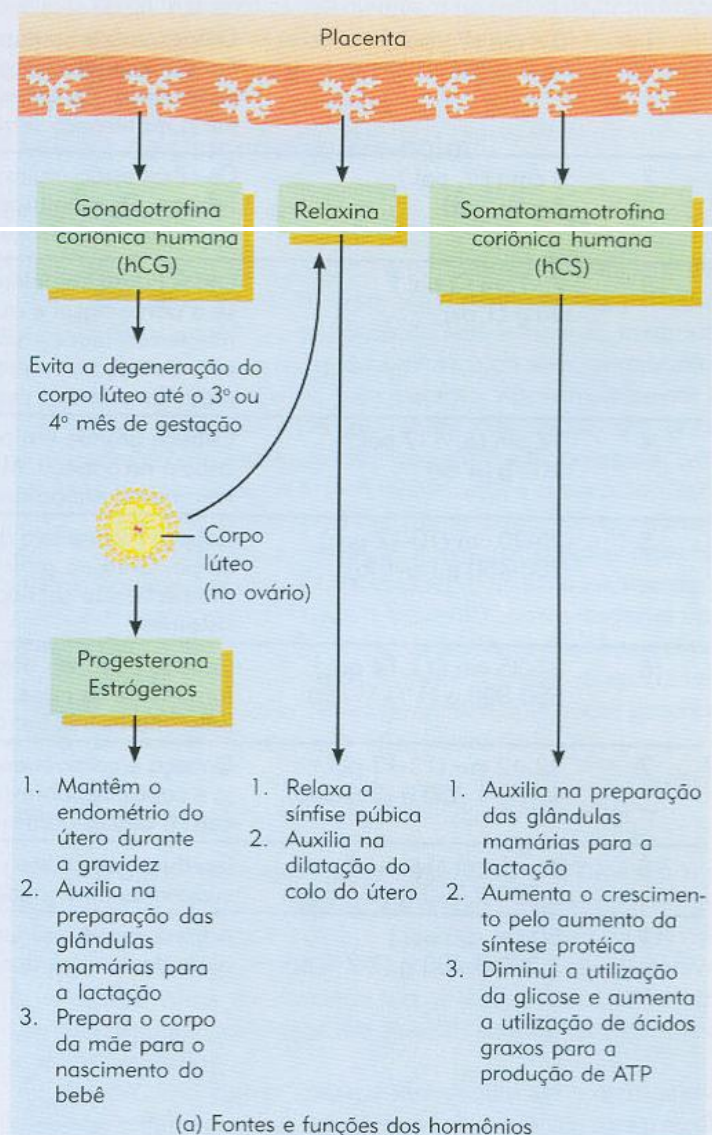 Placenta
Gonadotrofina
coriônica humana
(hCG)
Relaxina
Somatomamotrofina
coriônica humana
(hCS)
Evita a degeneração do
corpo lúteo até o 3º ou
4º mês de gestação
Corpo
lúteo
(no ovário)
Progesterona
Estrógenos
1. Mantêm o
endométrio do
útero durante
a gravidez
2. Auxilia na
preparação das
glândulas
mamárias para
a lactação
3. Prepara o corpo
da mãe para o
nascimento do
bebê
1. Relaxa a
sínfise púbica
2. Auxilia na
dilatação do
colo do útero
1. Auxilia na preparação
das glândulas
mamárias para a
lactação
2. Aumenta o crescimen-
to pelo aumento da
síntese protéica
3. Diminui a utilização
da glicose e aumenta
a utilização de ácidos
graxos para a
produção de ATP
(a) Fontes e funções dos hormônios